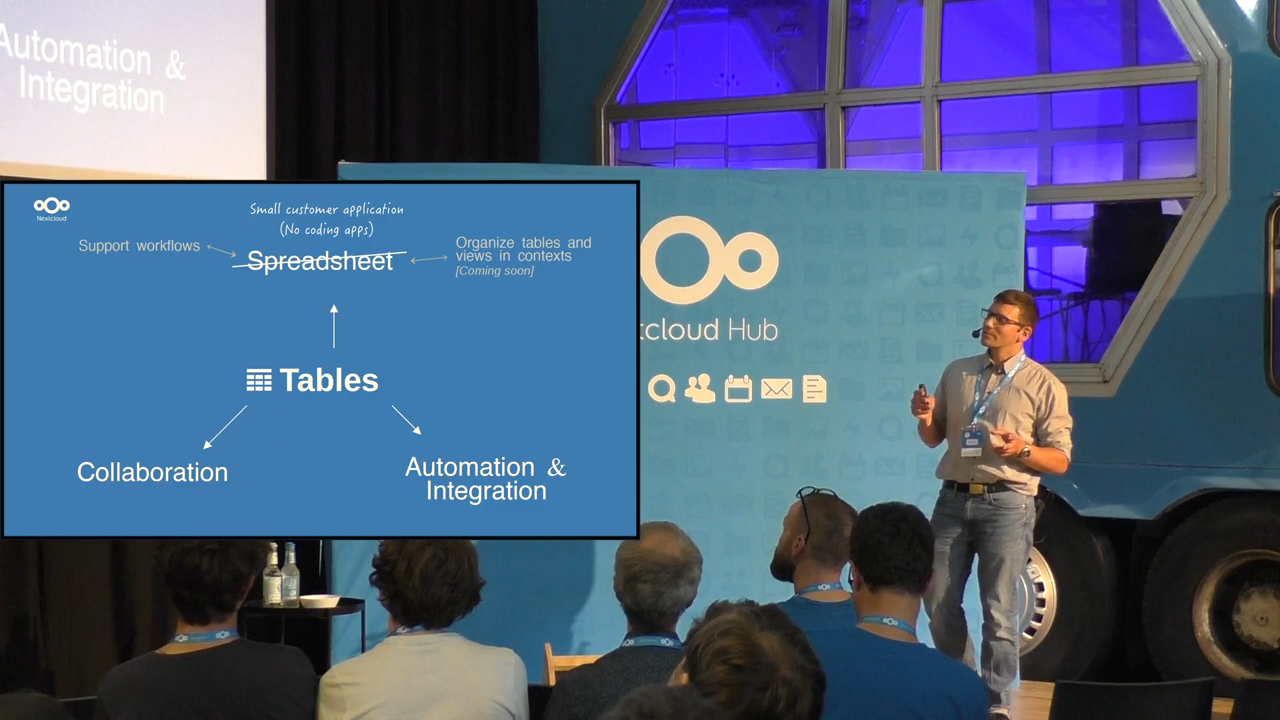 Automation &
Integration
Nextcloud
Small customer application
(No coding apps)
Support workflows
Spreadsheet
Organize tables and
views in contexts
[Coming soon]
Tables
Collaboration
Automation &
Integration
tcloud Hub